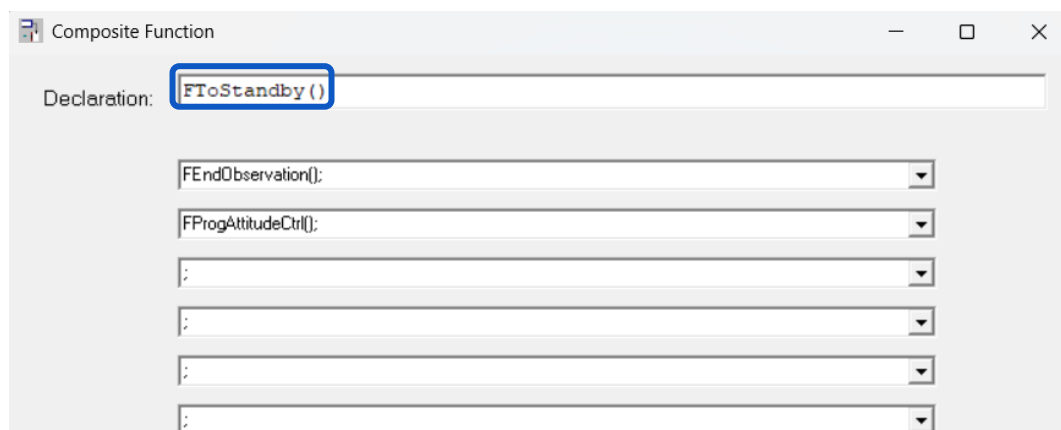 Composite Function
Declaration: FToStandby()
FEndObservation();
FProgAttitudeCtrl();
;
;
;
;